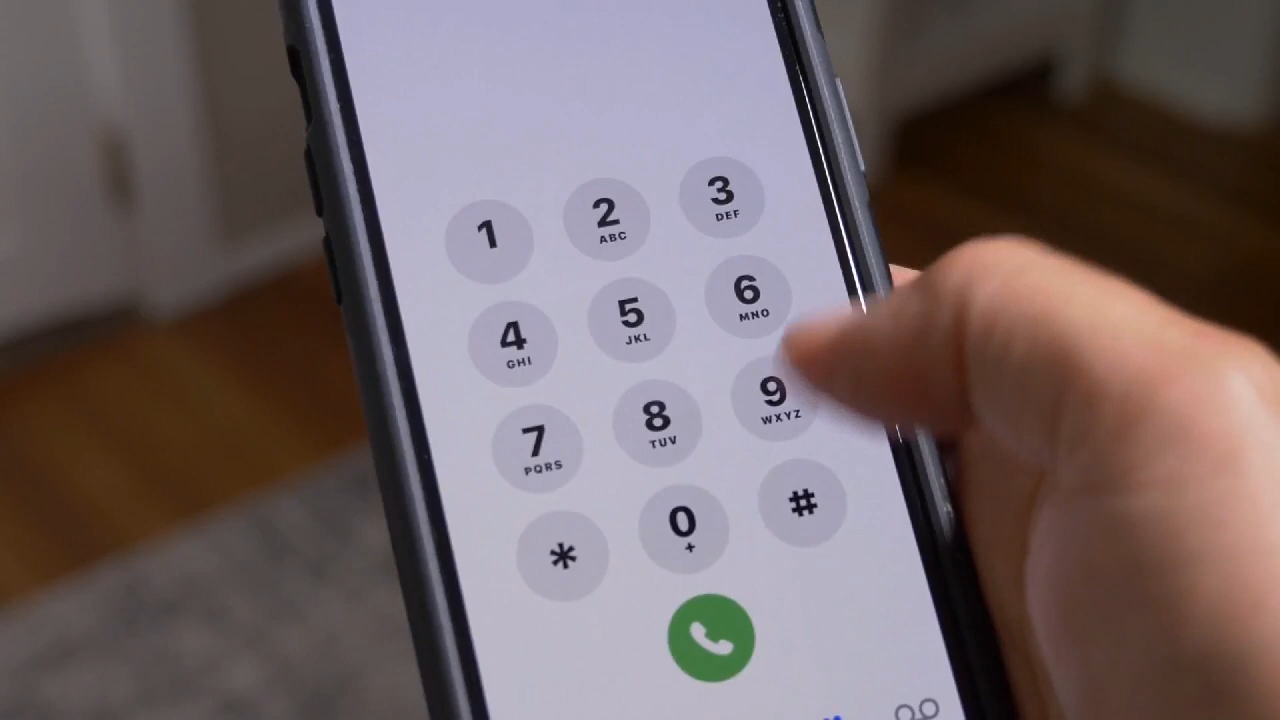 1 2 3
ABC DEF
4 5 6
GHI JKL MNO
7 8 9
PQRS TUV WXYZ
* 0 #
+